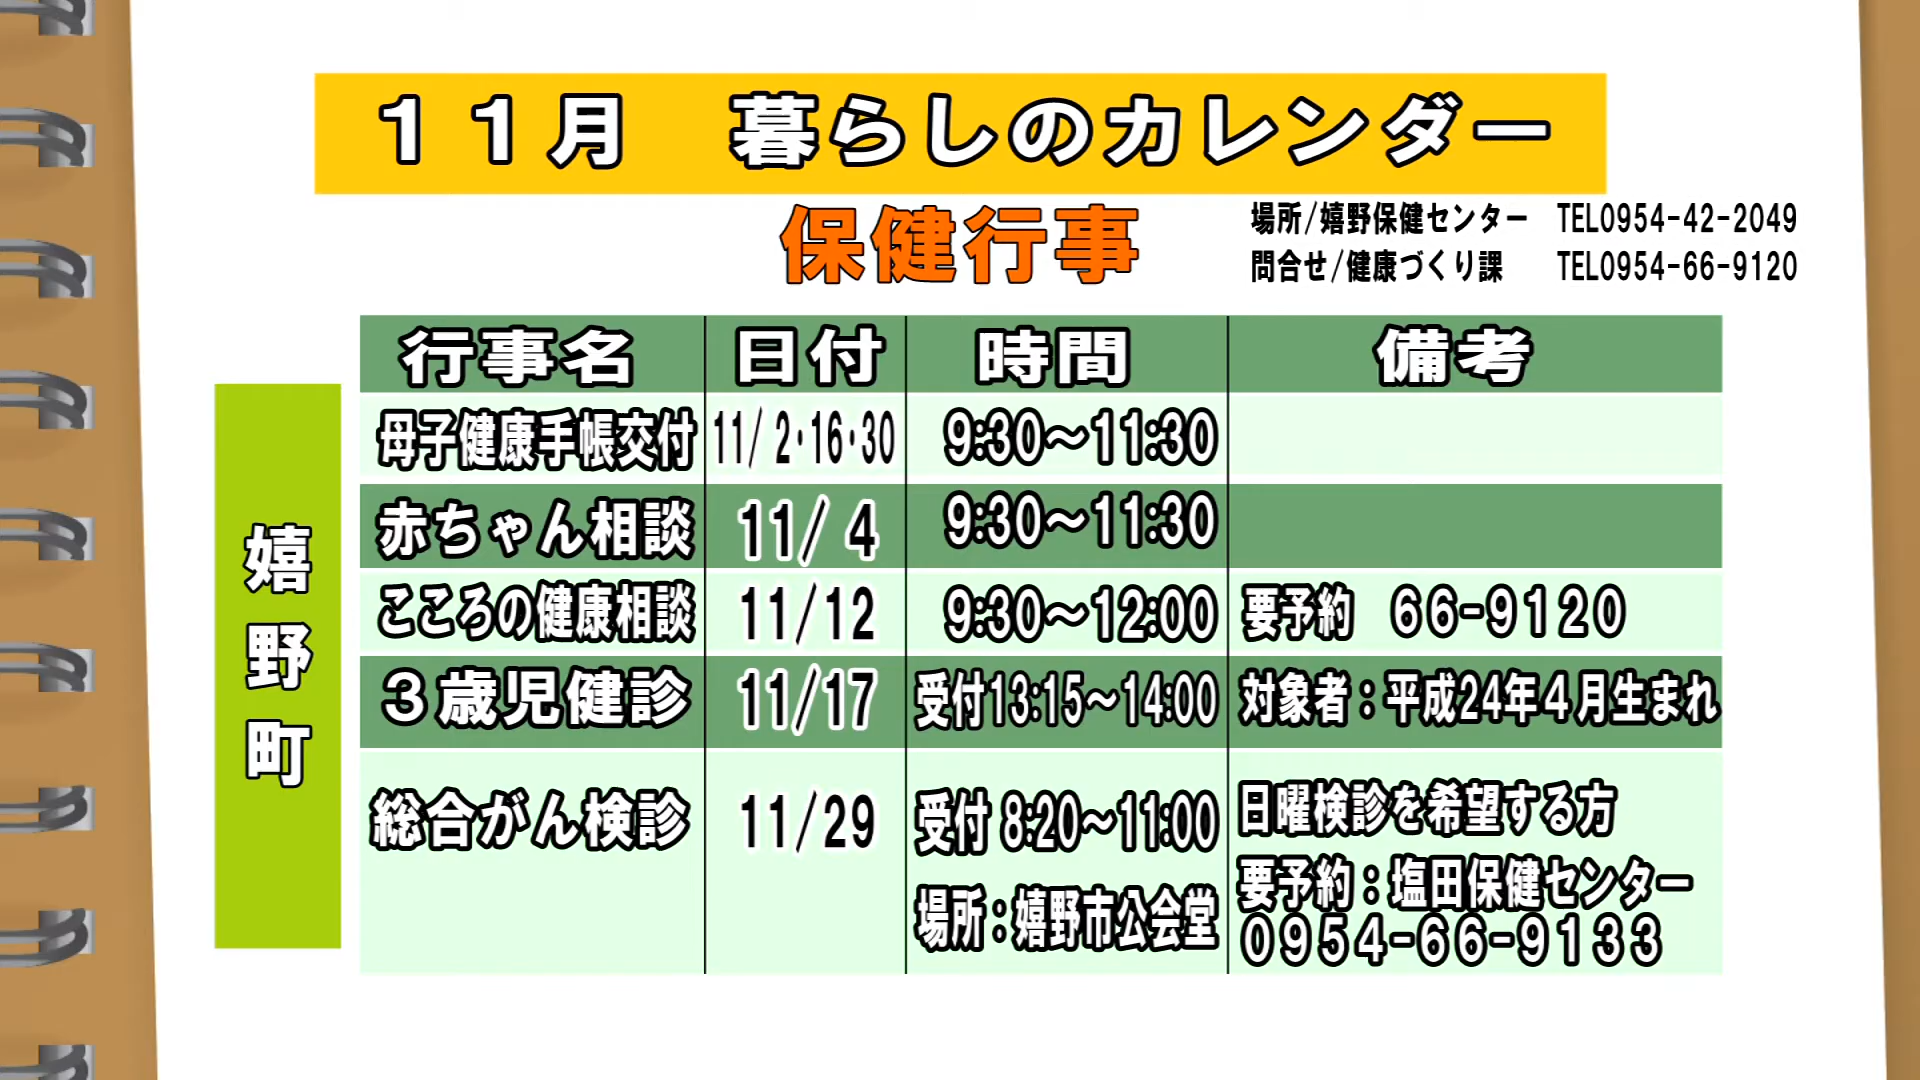 11月　暮らしのカレンダー
保健行事
場所/嬉野保健センター　TEL0954-42-2049
問合せ/健康づくり課　TEL0954-66-9120
嬉野町
行事名　日付　時間　備考
母子健康手帳交付　11/ 2・16・30　9:30～11:30
赤ちゃん相談　11/ 4　9:30～11:30
こころの健康相談　11/12　9:30～12:00　要予約　66-9120
３歳児健診　11/17　受付13:15～14:00　対象者：平成24年４月生まれ
総合がん検診　11/29　受付 8:20～11:00　日曜検診を希望する方
場所：嬉野市公会堂　要予約：塩田保健センター
0954-66-9133